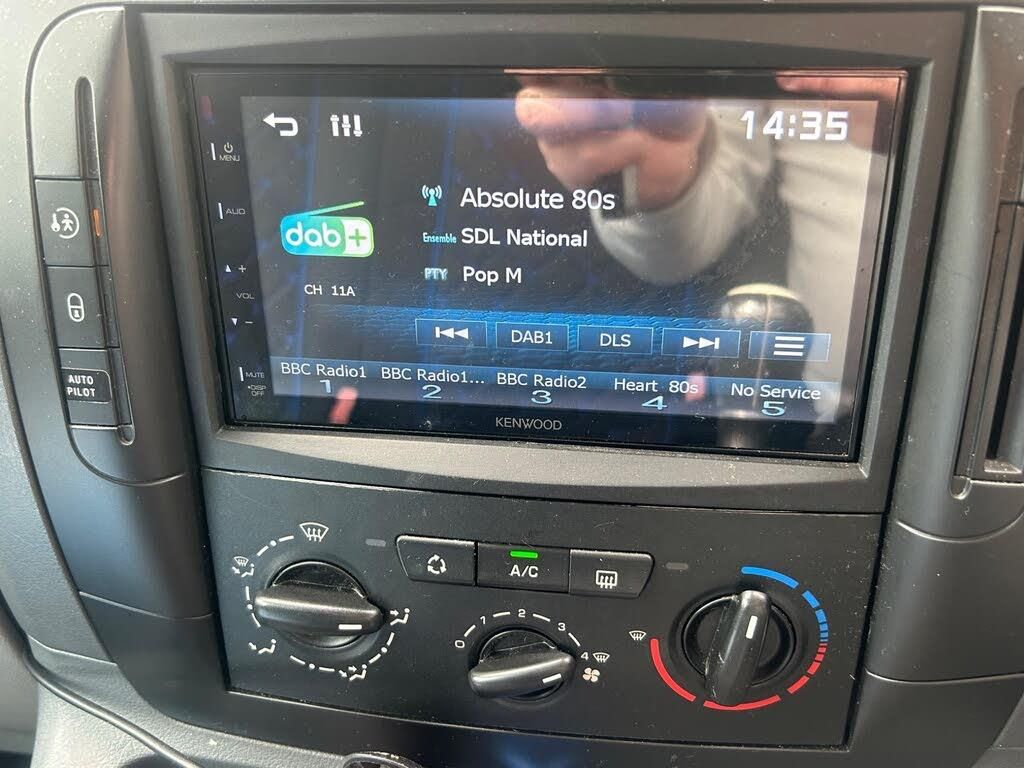 14:35
MENU
AUD
+
VOL
-
MUTE
•DISP
OFF
dab+
CH 11A
Absolute 80s
Ensemble SDL National
PTY Pop M
DAB1 DLS
BBC Radio1 BBC Radio1... BBC Radio2 Heart 80s No Service
1 2 3 4 5
KENWOOD
AUTO
PILOT
A/C
0 1 2 3 4